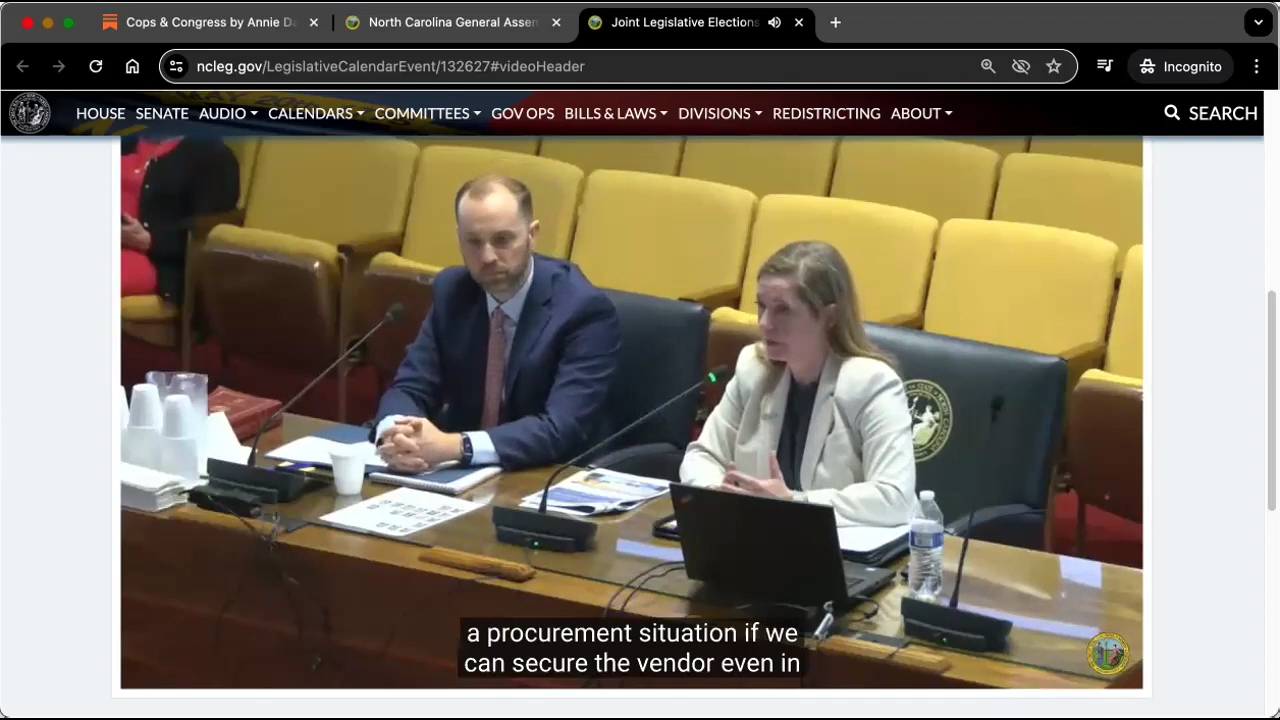 Cops & Congress by Annie D
North Carolina General Assem
Joint Legislative Elections
ncleg.gov/LegislativeCalendarEvent/132627#videoHeader
Incognito
HOUSE SENATE AUDIO CALENDARS COMMITTEES GOV OPS BILLS & LAWS DIVISIONS REDISTRICTING ABOUT SEARCH
a procurement situation if we
can secure the vendor even in